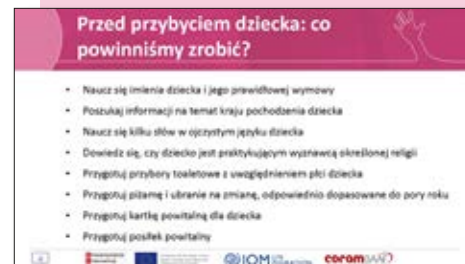 Przed przybyciem dziecka: co
powinniśmy zrobić?
• Naucz się imienia dziecka i jego prawidłowej wymowy
• Poszukaj informacji na temat kraju pochodzenia dziecka
• Naucz się kilku słów w ojczystym języku dziecka
• Dowiedz się, czy dziecko jest praktykującym wyznawcą określonej religii
• Przygotuj przybory toaletowe z uwzględnieniem płci dziecka
• Przygotuj piżamę i ubranie na zmianę, odpowiednio dopasowane do pory roku
• Przygotuj kartkę powitalną dla dziecka
• Przygotuj posiłek powitalny
IOM coram